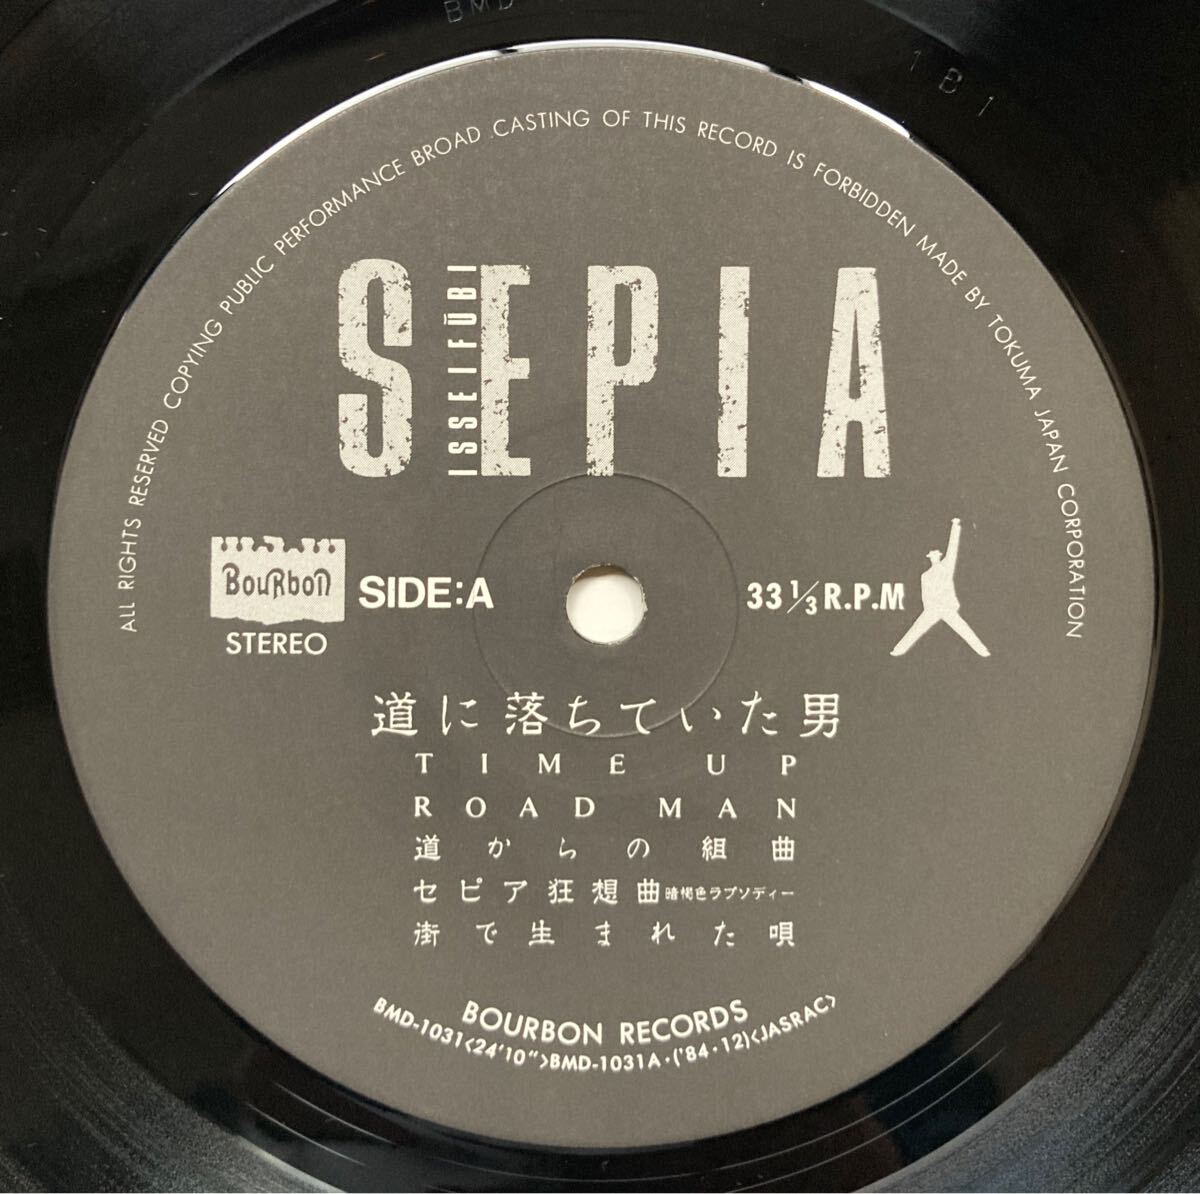 BMD
1B1
ALL RIGHTS RESERVED COPYING PUBLIC PERFORMANCE BROAD CASTING OF THIS RECORD IS FORBIDDEN MADE BY TOKUMA JAPAN CORPORATION
SEPIA
ISSEI FŪBI
BOURBON
STEREO
SIDE:A
33 1/3 R.P.M
道に落ちていた男
TIME UP
ROAD MAN
道からの組曲
セピア狂想曲 暗褐色ラプソディー
街で生まれた唄
BOURBON RECORDS
BMD-1031<24'10">BMD-1031A・('84・12)<JASRAC>